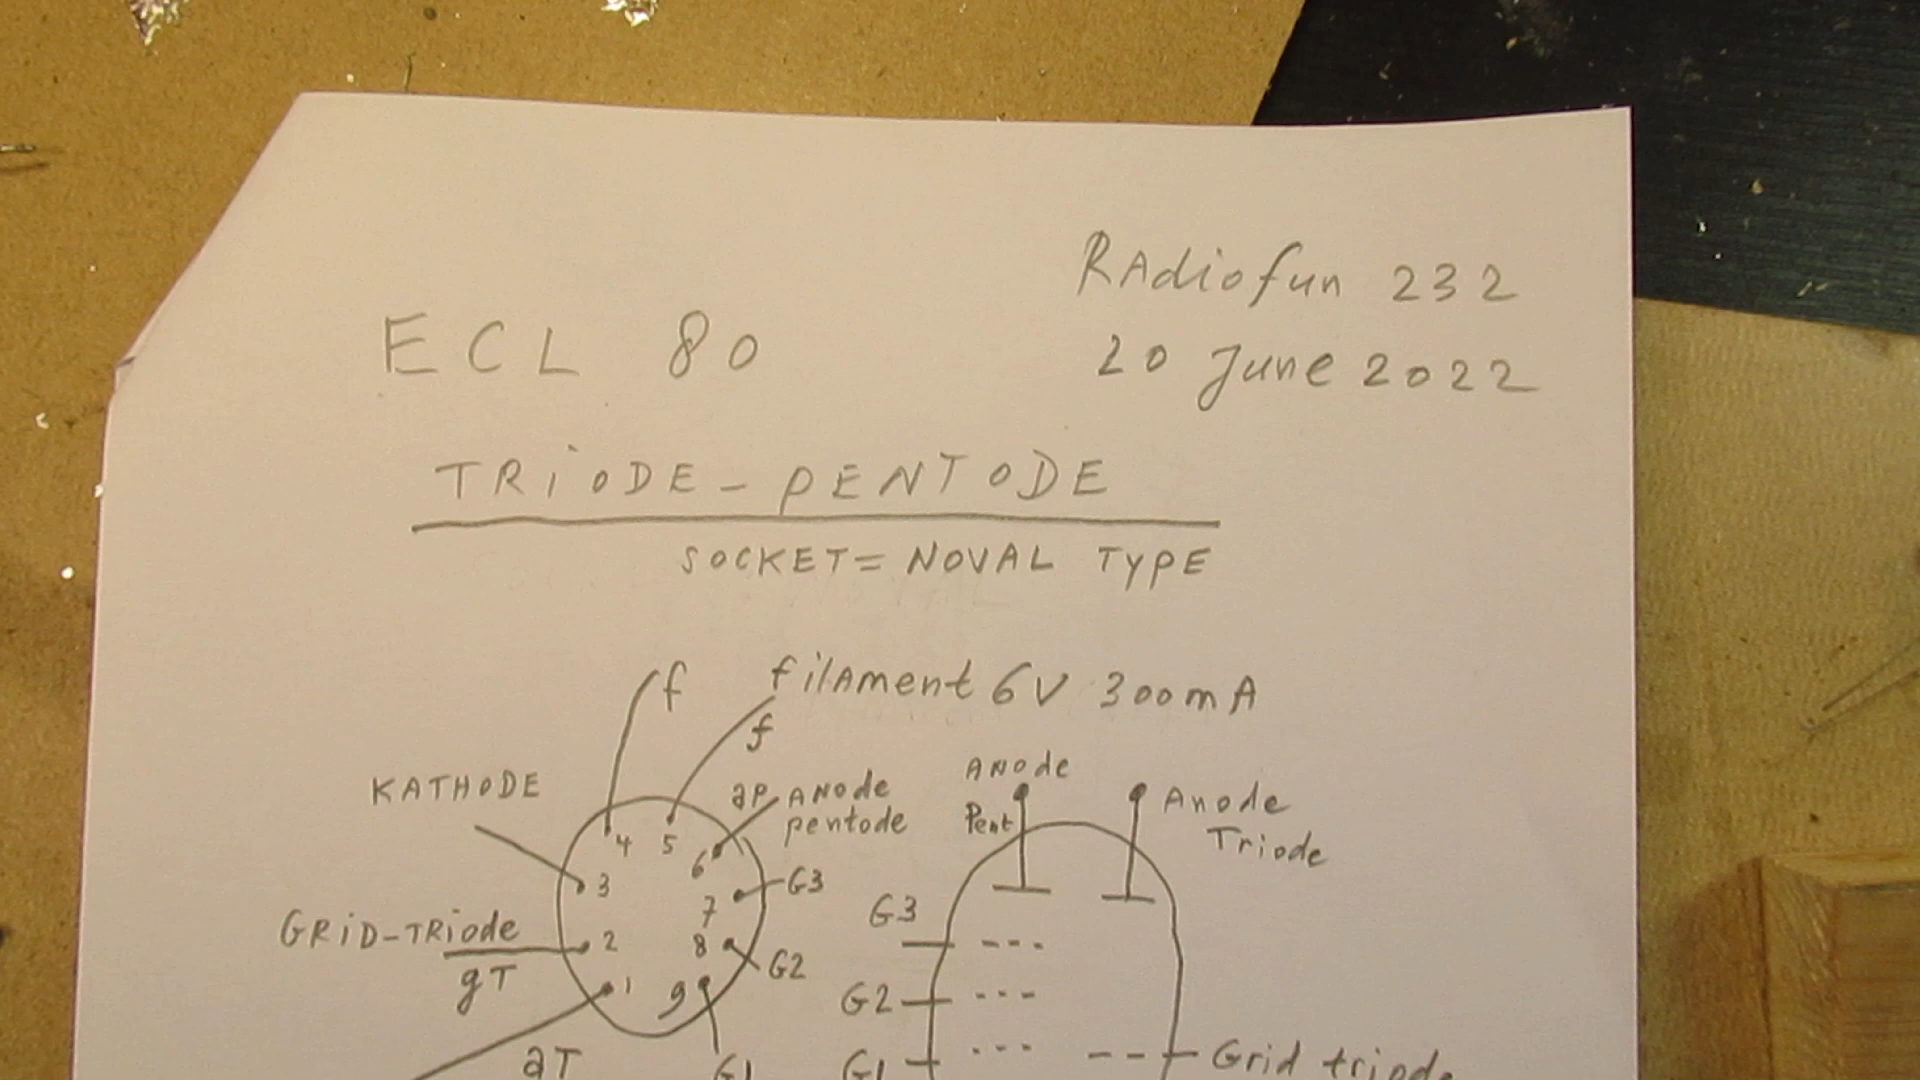 RAdiofun 232
ECL 80
20 June 2022
TRiODE - PENTODE
SOCKET = NOVAL TYPE
f
filAment 6V 300mA
f
KATHODE
aP ANode
pentode
ANode
Pent
Anode
Triode
4 5
6
3
7
G3
G3
GRiD-TRiode
gT
2
8
G2
G2
1
9
aT
G1
G1
Grid triode